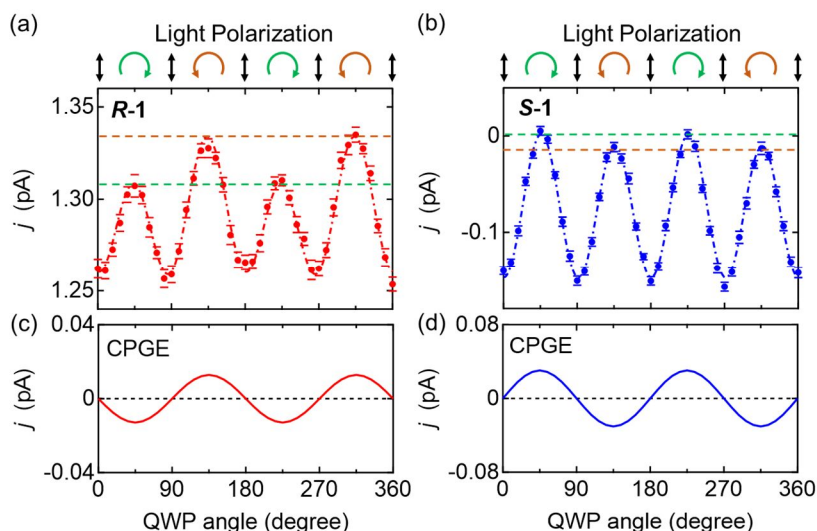 (a)
Light Polarization
R-1
1.35
1.30
1.25
j (pA)
(b)
Light Polarization
S-1
0
-0.1
j (pA)
(c)
CPGE
0.04
0
-0.04
j (pA)
0 90 180 270 360
QWP angle (degree)
(d)
CPGE
0.08
0
-0.08
j (pA)
0 90 180 270 360
QWP angle (degree)